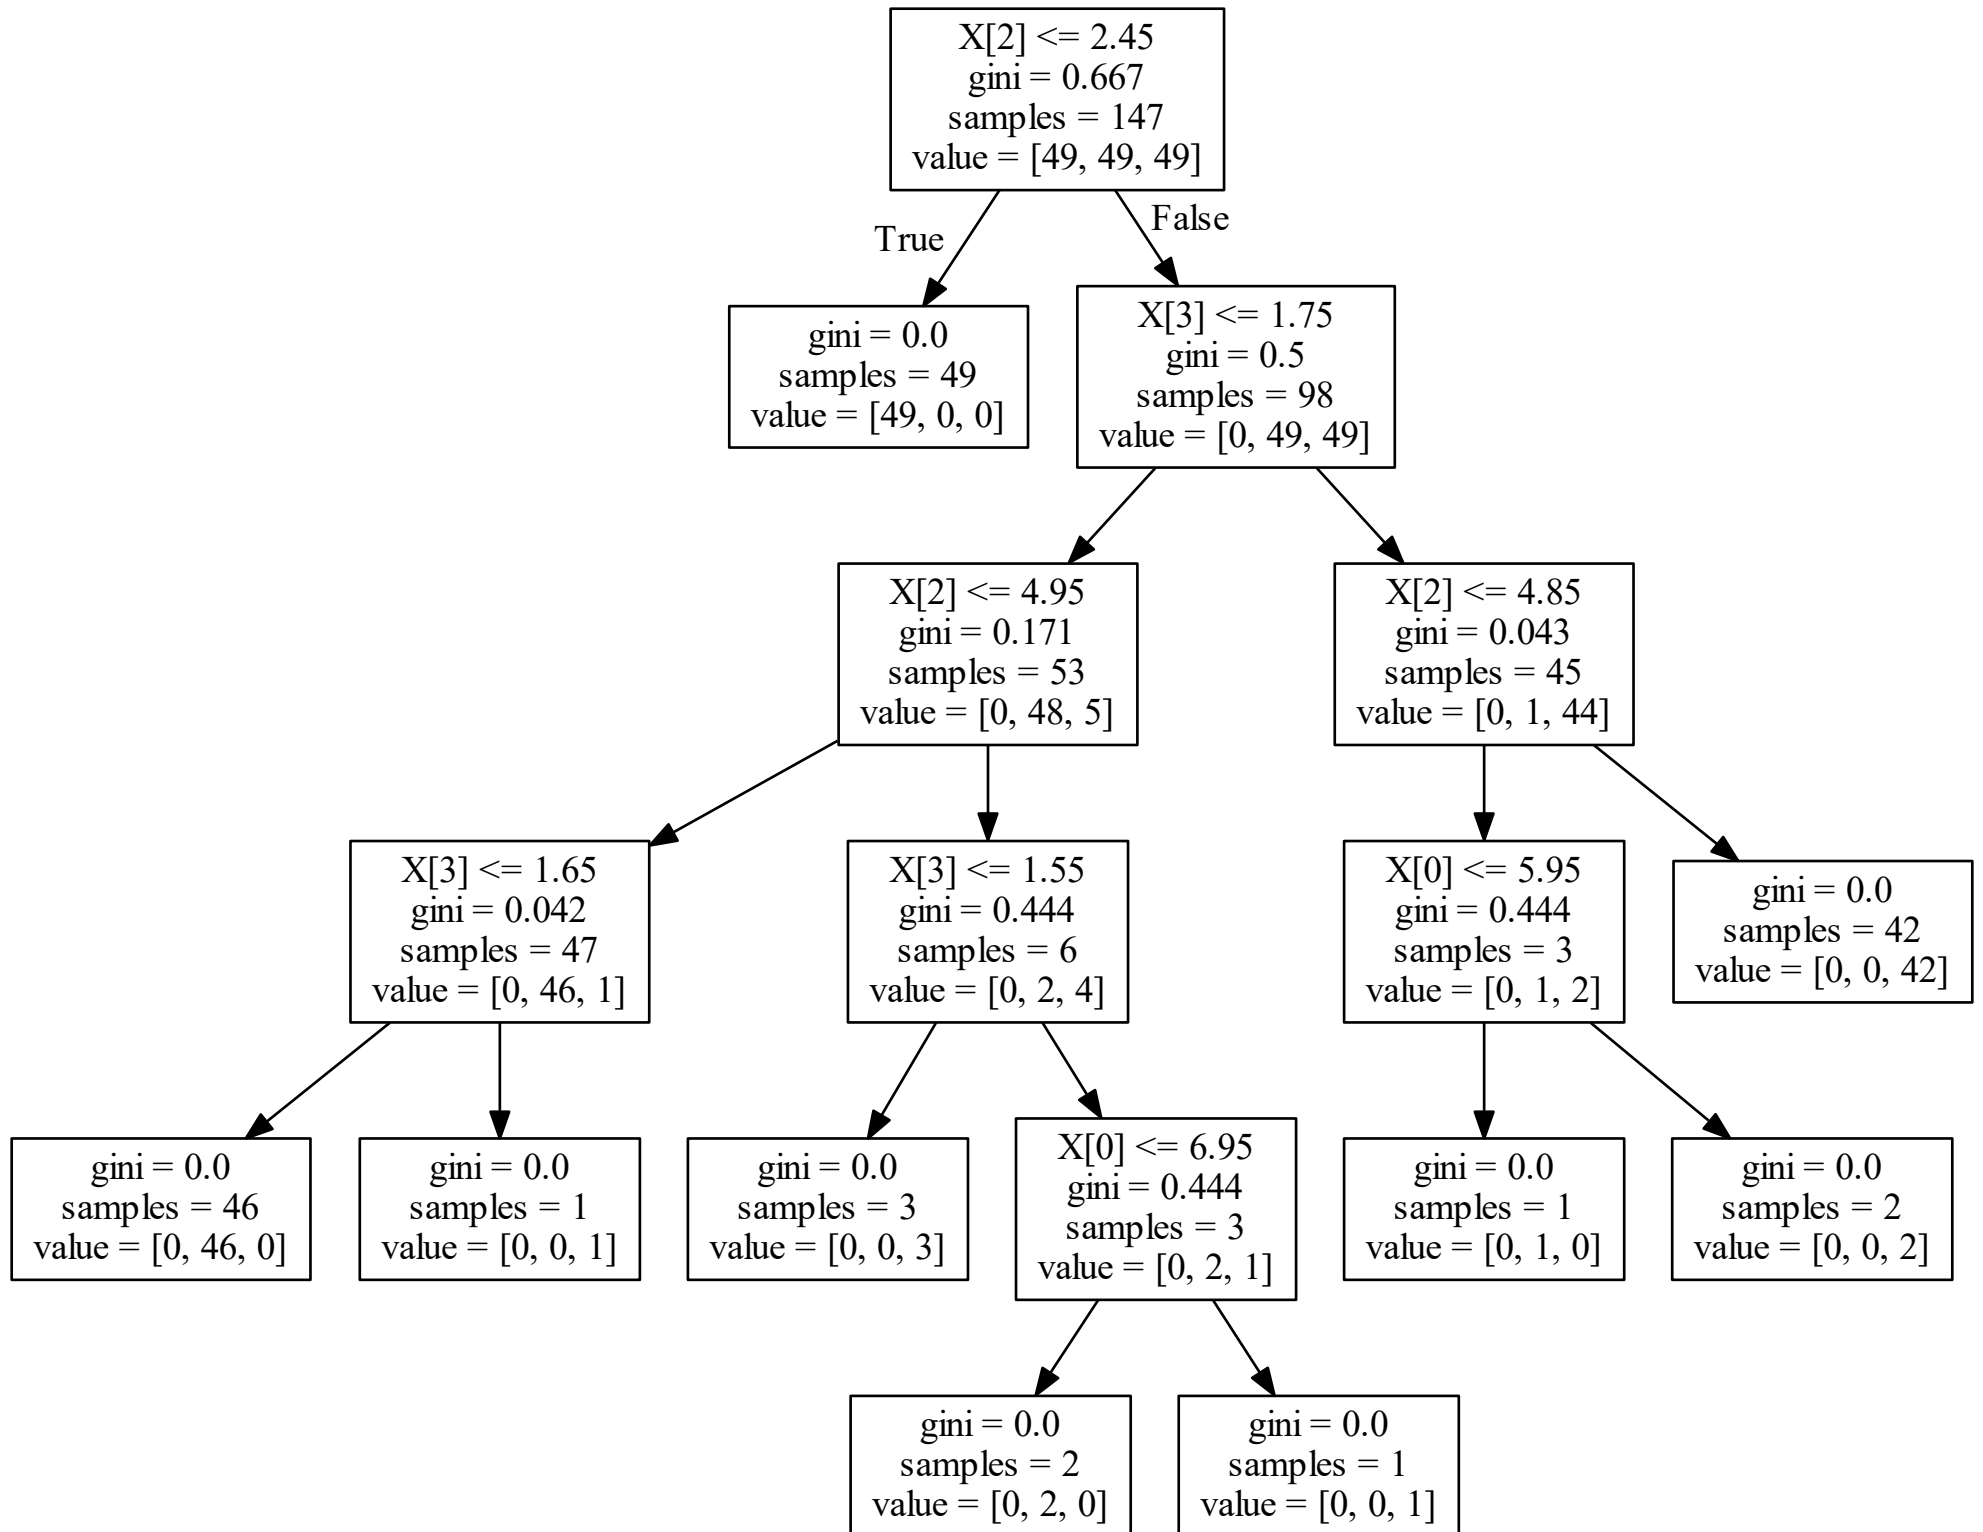 X[2] <= 2.45
gini = 0.667
samples = 147
value = [49, 49, 49]
True
False
gini = 0.0
samples = 49
value = [49, 0, 0]
X[3] <= 1.75
gini = 0.5
samples = 98
value = [0, 49, 49]
X[2] <= 4.95
gini = 0.171
samples = 53
value = [0, 48, 5]
X[2] <= 4.85
gini = 0.043
samples = 45
value = [0, 1, 44]
X[3] <= 1.65
gini = 0.042
samples = 47
value = [0, 46, 1]
X[3] <= 1.55
gini = 0.444
samples = 6
value = [0, 2, 4]
X[0] <= 5.95
gini = 0.444
samples = 3
value = [0, 1, 2]
gini = 0.0
samples = 42
value = [0, 0, 42]
gini = 0.0
samples = 46
value = [0, 46, 0]
gini = 0.0
samples = 1
value = [0, 0, 1]
gini = 0.0
samples = 3
value = [0, 0, 3]
X[0] <= 6.95
gini = 0.444
samples = 3
value = [0, 2, 1]
gini = 0.0
samples = 1
value = [0, 1, 0]
gini = 0.0
samples = 2
value = [0, 0, 2]
gini = 0.0
samples = 2
value = [0, 2, 0]
gini = 0.0
samples = 1
value = [0, 0, 1]